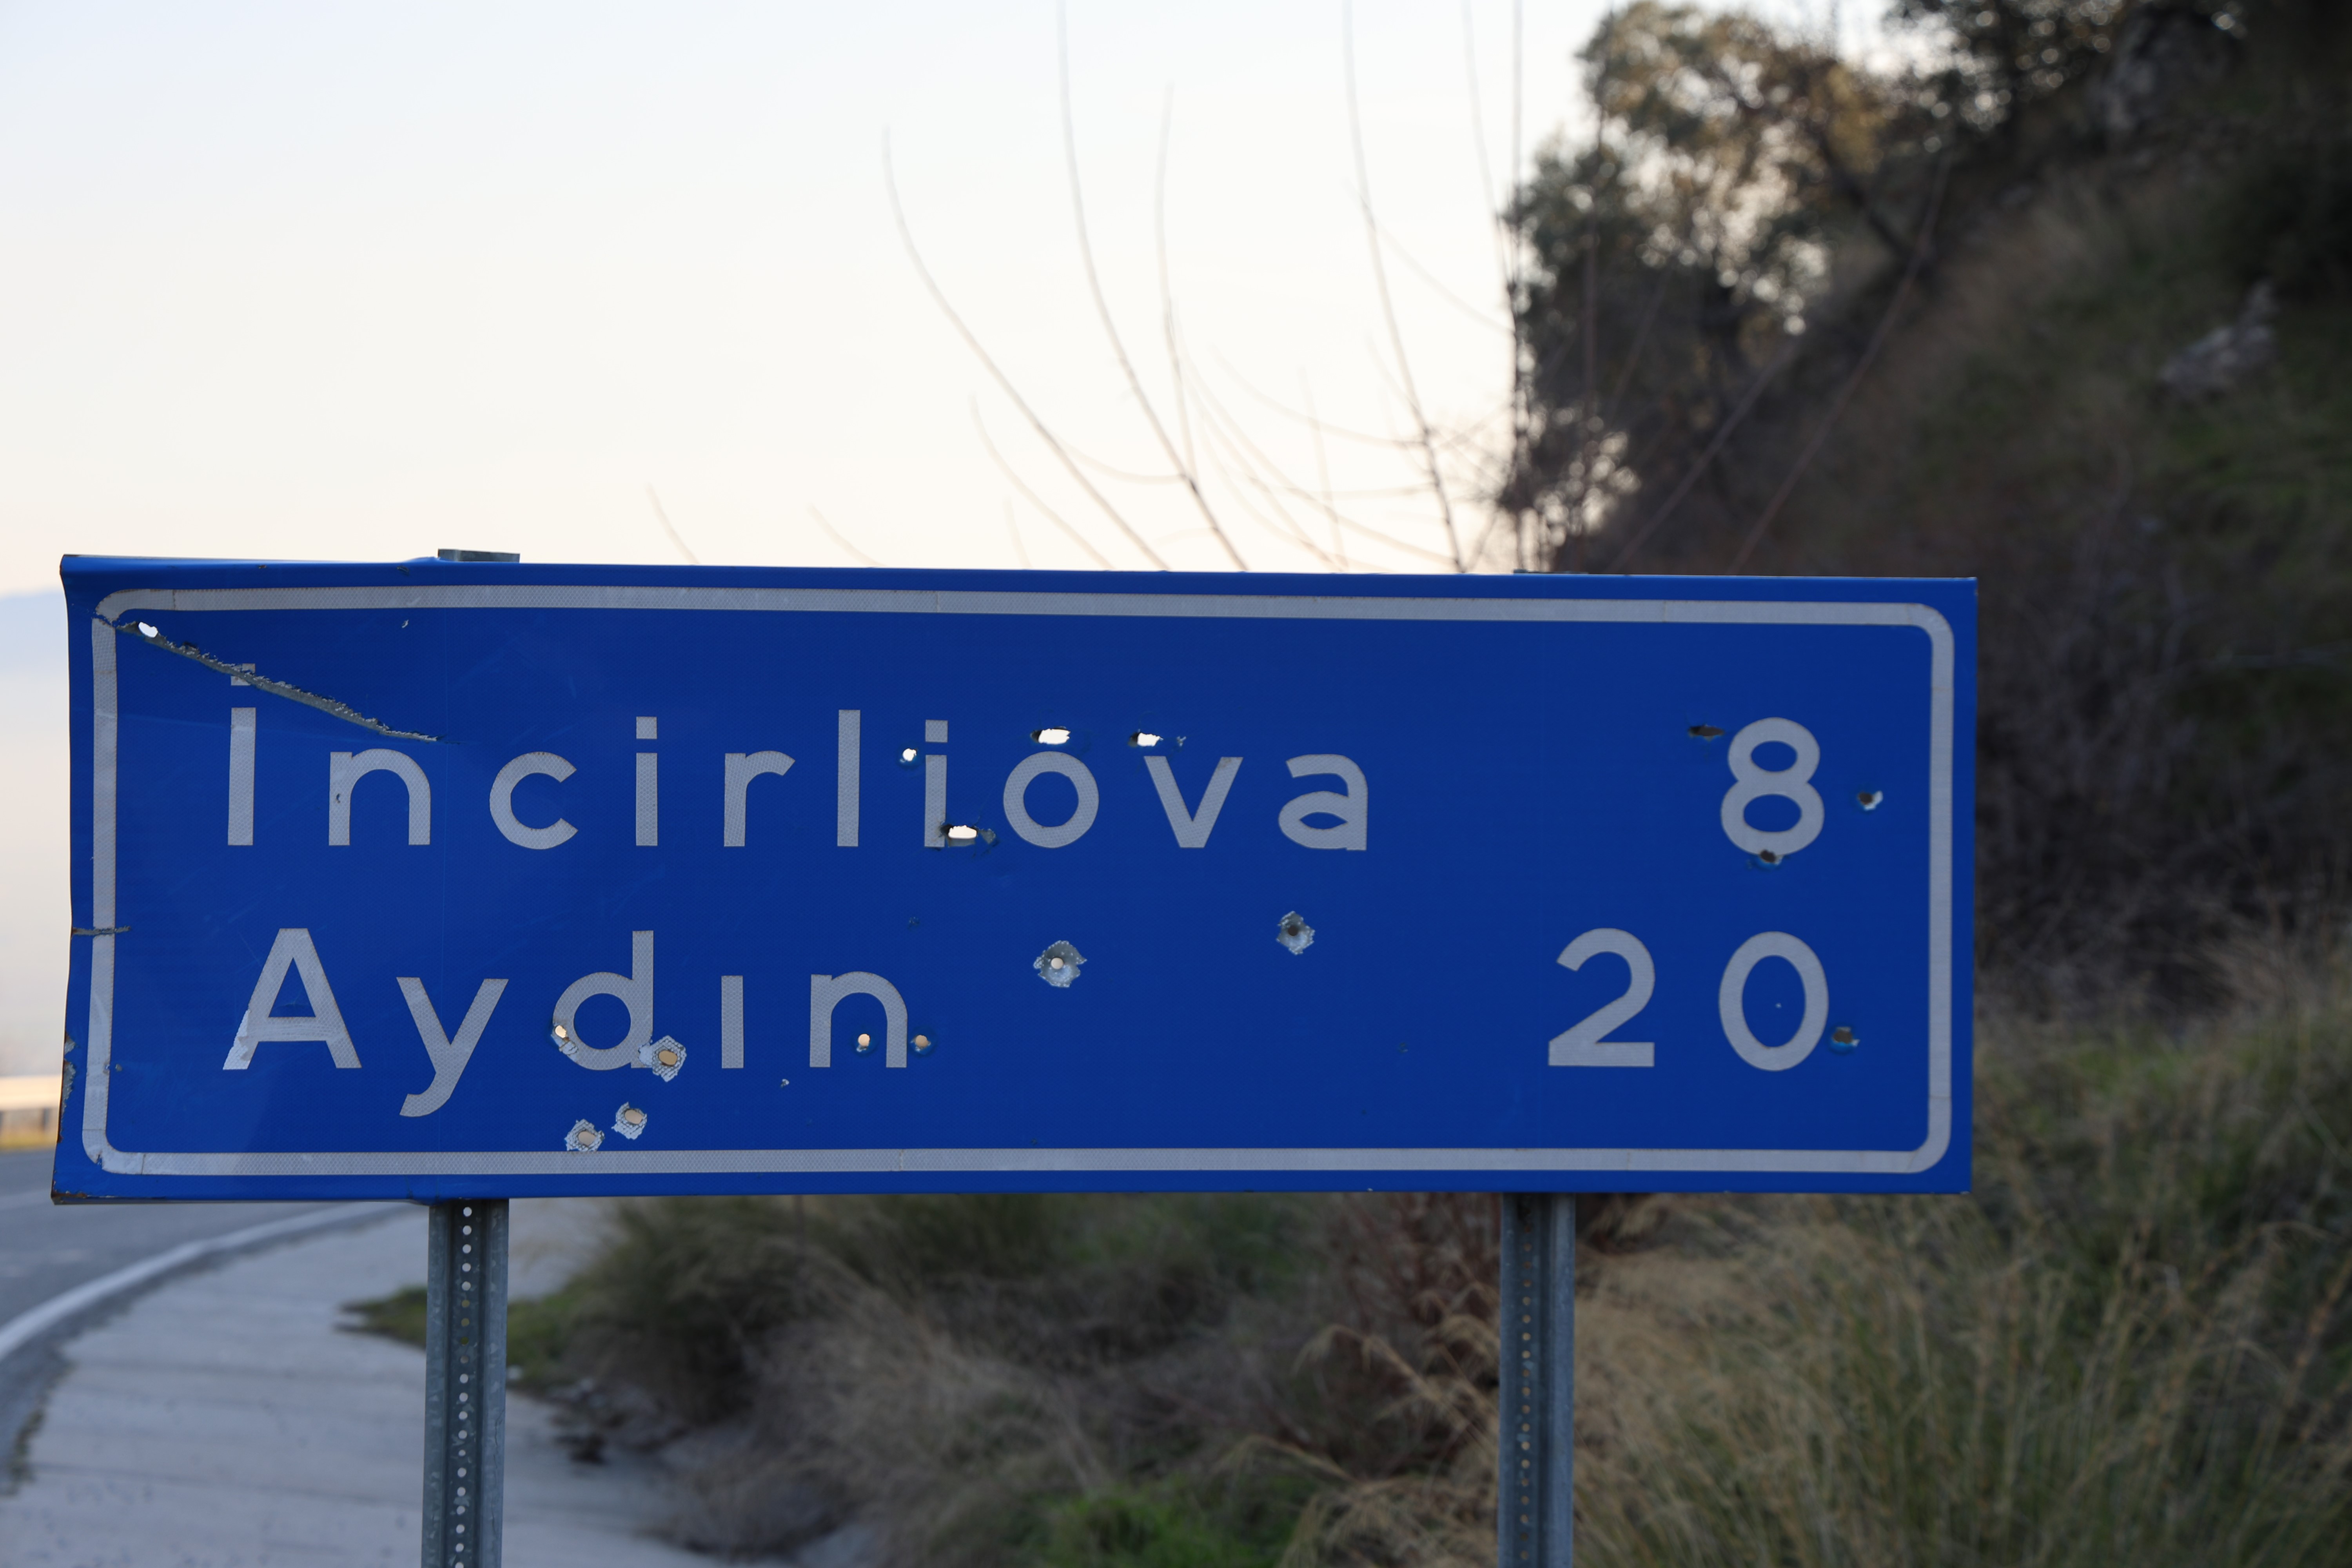 İncirliova 8
Aydın 20